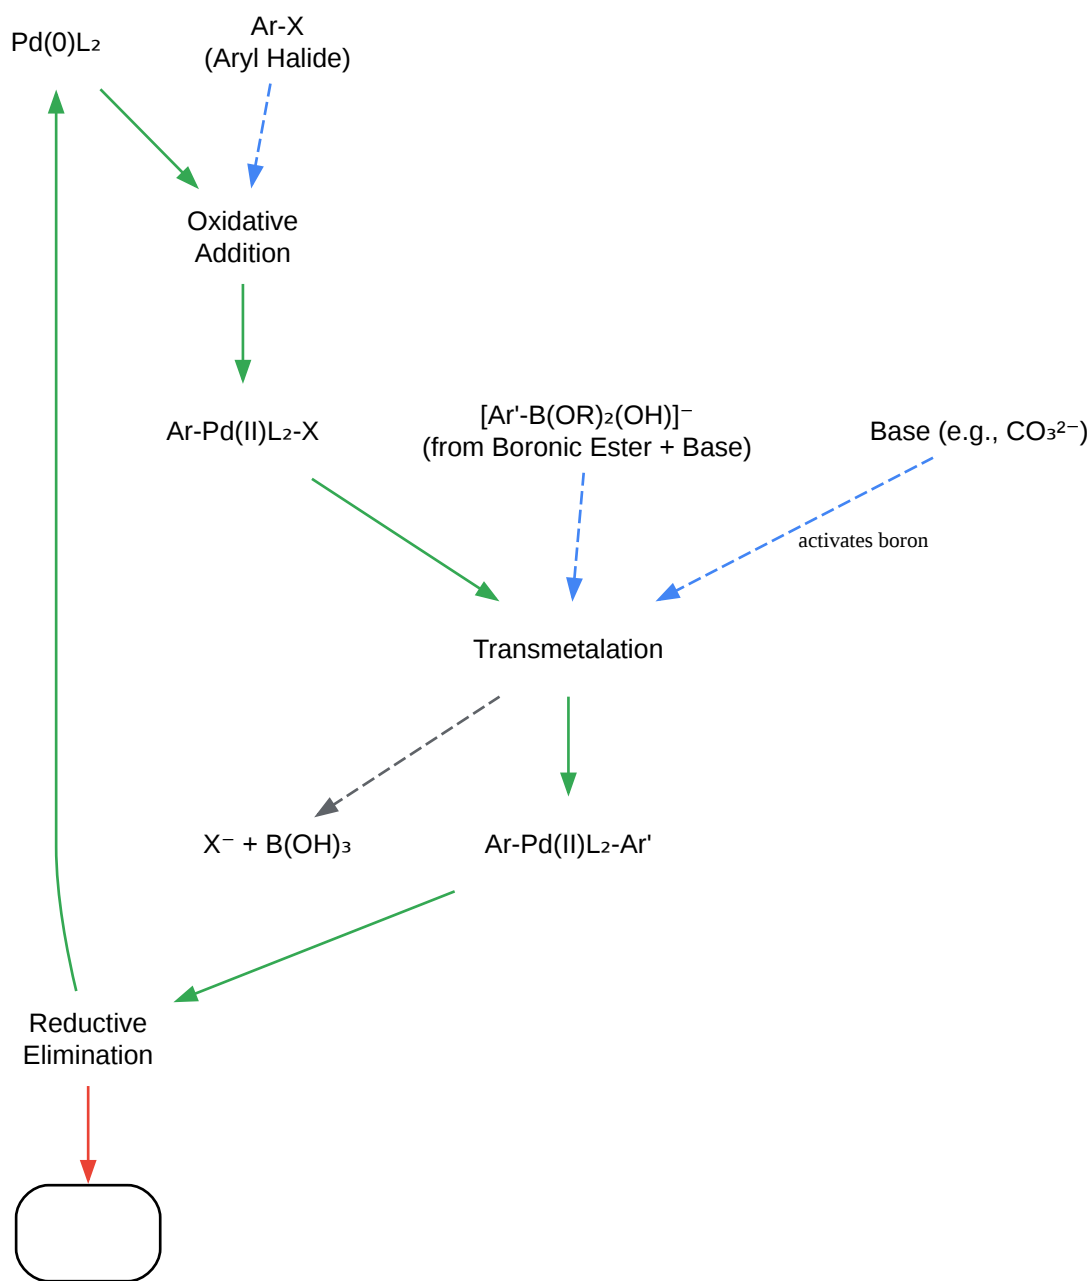 Pd(0)L₂
Ar-X
(Aryl Halide)
Oxidative
Addition
Ar-Pd(II)L₂-X
[Ar'-B(OR)₂(OH)]⁻
(from Boronic Ester + Base)
Base (e.g., CO₃²⁻)
activates boron
Transmetalation
X⁻ + B(OH)₃
Ar-Pd(II)L₂-Ar'
Reductive
Elimination